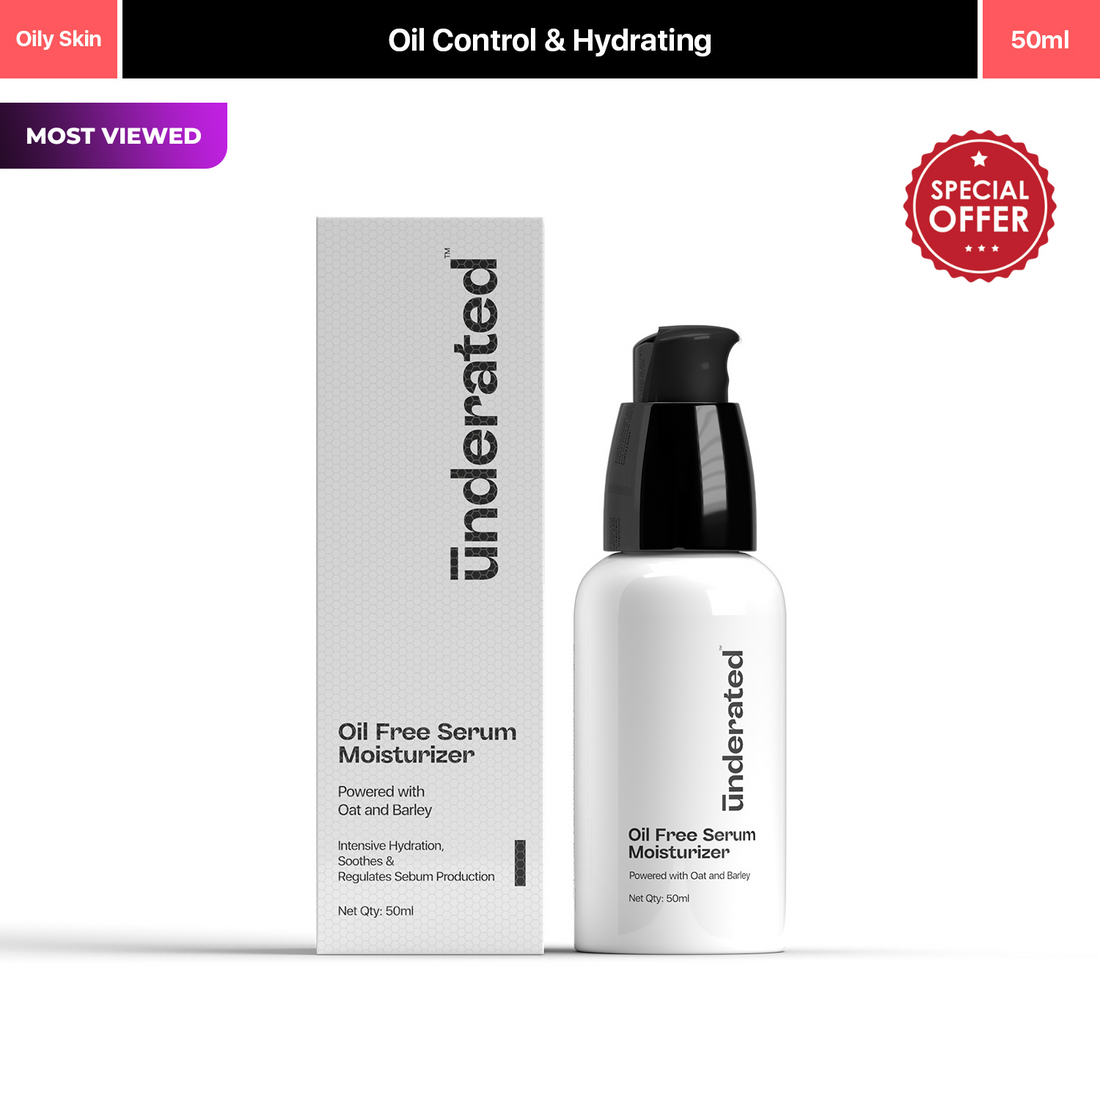 Oily Skin
Oil Control & Hydrating
50ml
MOST VIEWED
SPECIAL
OFFER
ūnderated™
Oil Free Serum
Moisturizer
Powered with
Oat and Barley
Intensive Hydration,
Soothes &
Regulates Sebum Production
Net Qty: 50ml
ūnderated™
Oil Free Serum
Moisturizer
Powered with Oat and Barley
Net Qty: 50ml